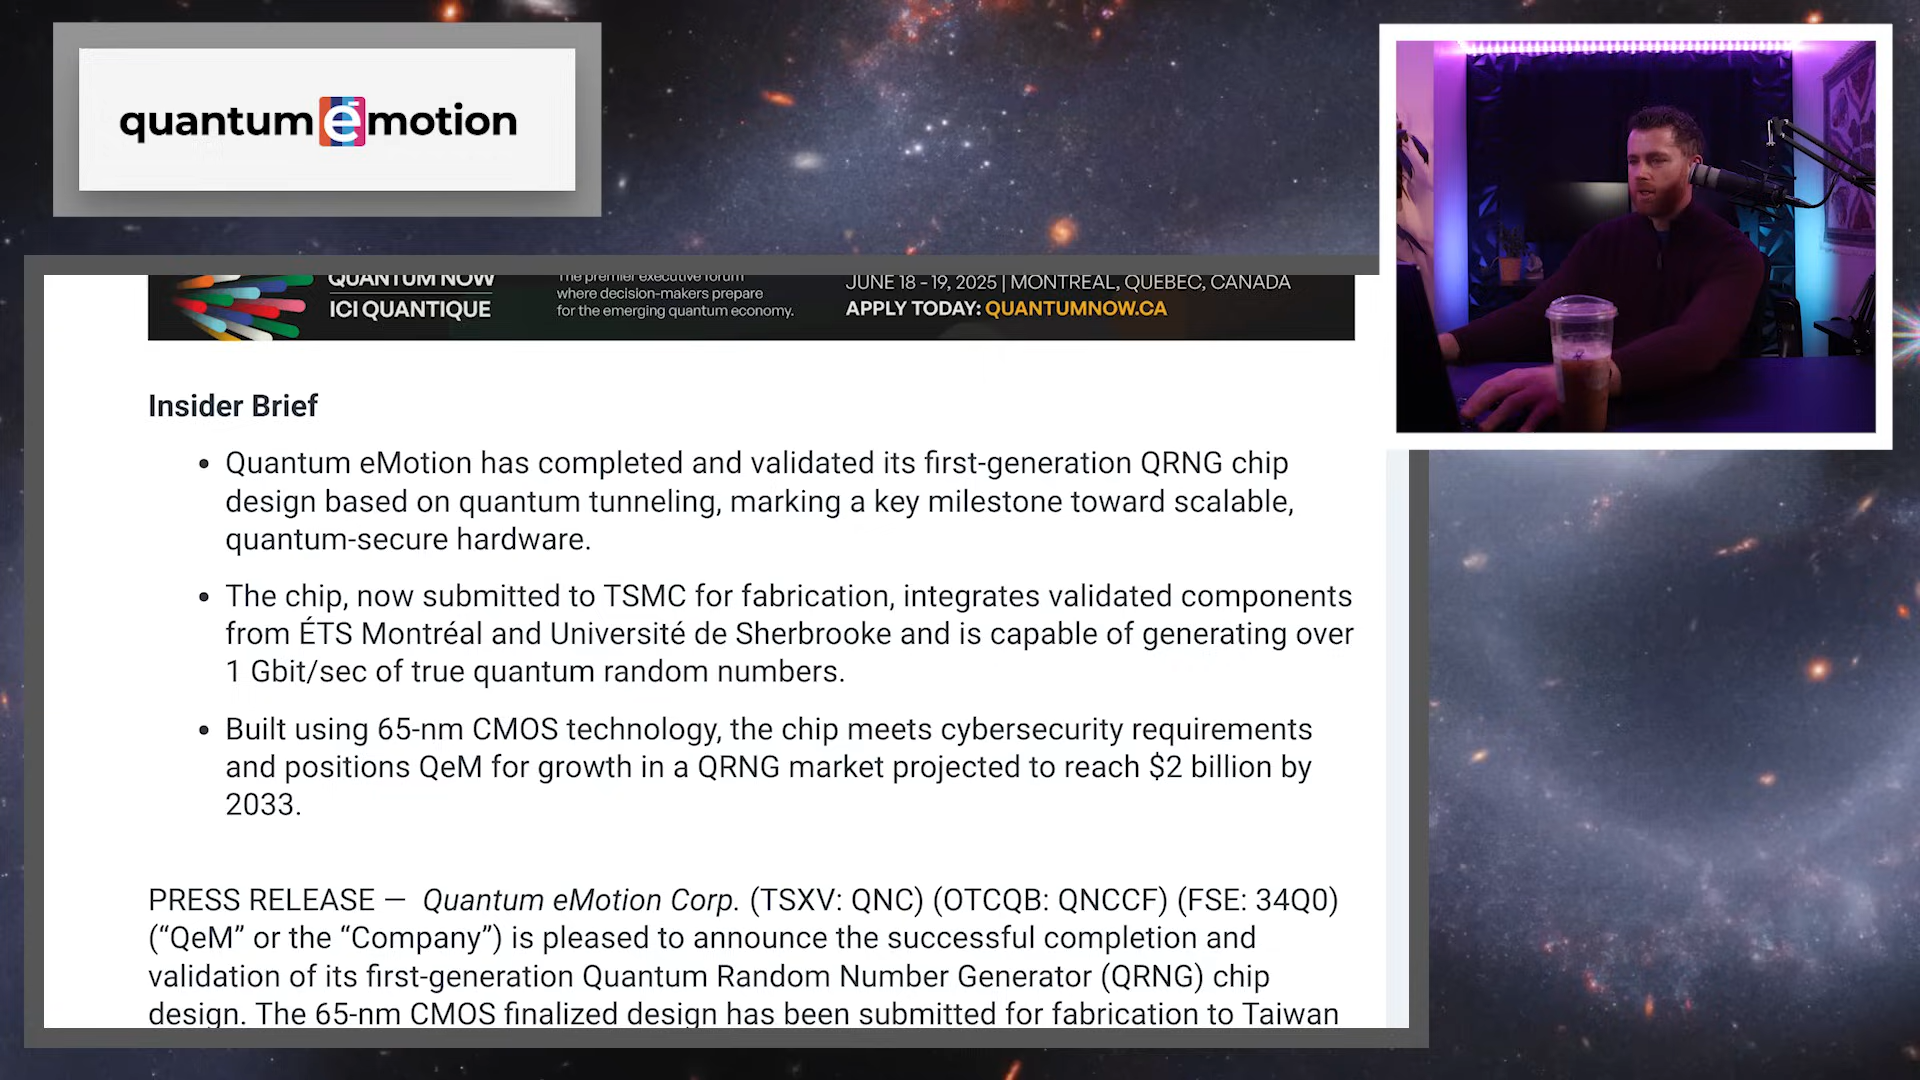 quantum eмotion
QUANTUM NOW
ICI QUANTIQUE
The premier executive forum
where decision-makers prepare
for the emerging quantum economy.
JUNE 18 - 19, 2025 | MONTREAL, QUEBEC, CANADA
APPLY TODAY: QUANTUMNOW.CA
Insider Brief
• Quantum eMotion has completed and validated its first-generation QRNG chip
design based on quantum tunneling, marking a key milestone toward scalable,
quantum-secure hardware.
• The chip, now submitted to TSMC for fabrication, integrates validated components
from ÉTS Montréal and Université de Sherbrooke and is capable of generating over
1 Gbit/sec of true quantum random numbers.
• Built using 65-nm CMOS technology, the chip meets cybersecurity requirements
and positions QeM for growth in a QRNG market projected to reach $2 billion by
2033.
PRESS RELEASE — Quantum eMotion Corp. (TSXV: QNC) (OTCQB: QNCCF) (FSE: 34Q0)
(“QeM” or the “Company”) is pleased to announce the successful completion and
validation of its first-generation Quantum Random Number Generator (QRNG) chip
design. The 65-nm CMOS finalized design has been submitted for fabrication to Taiwan